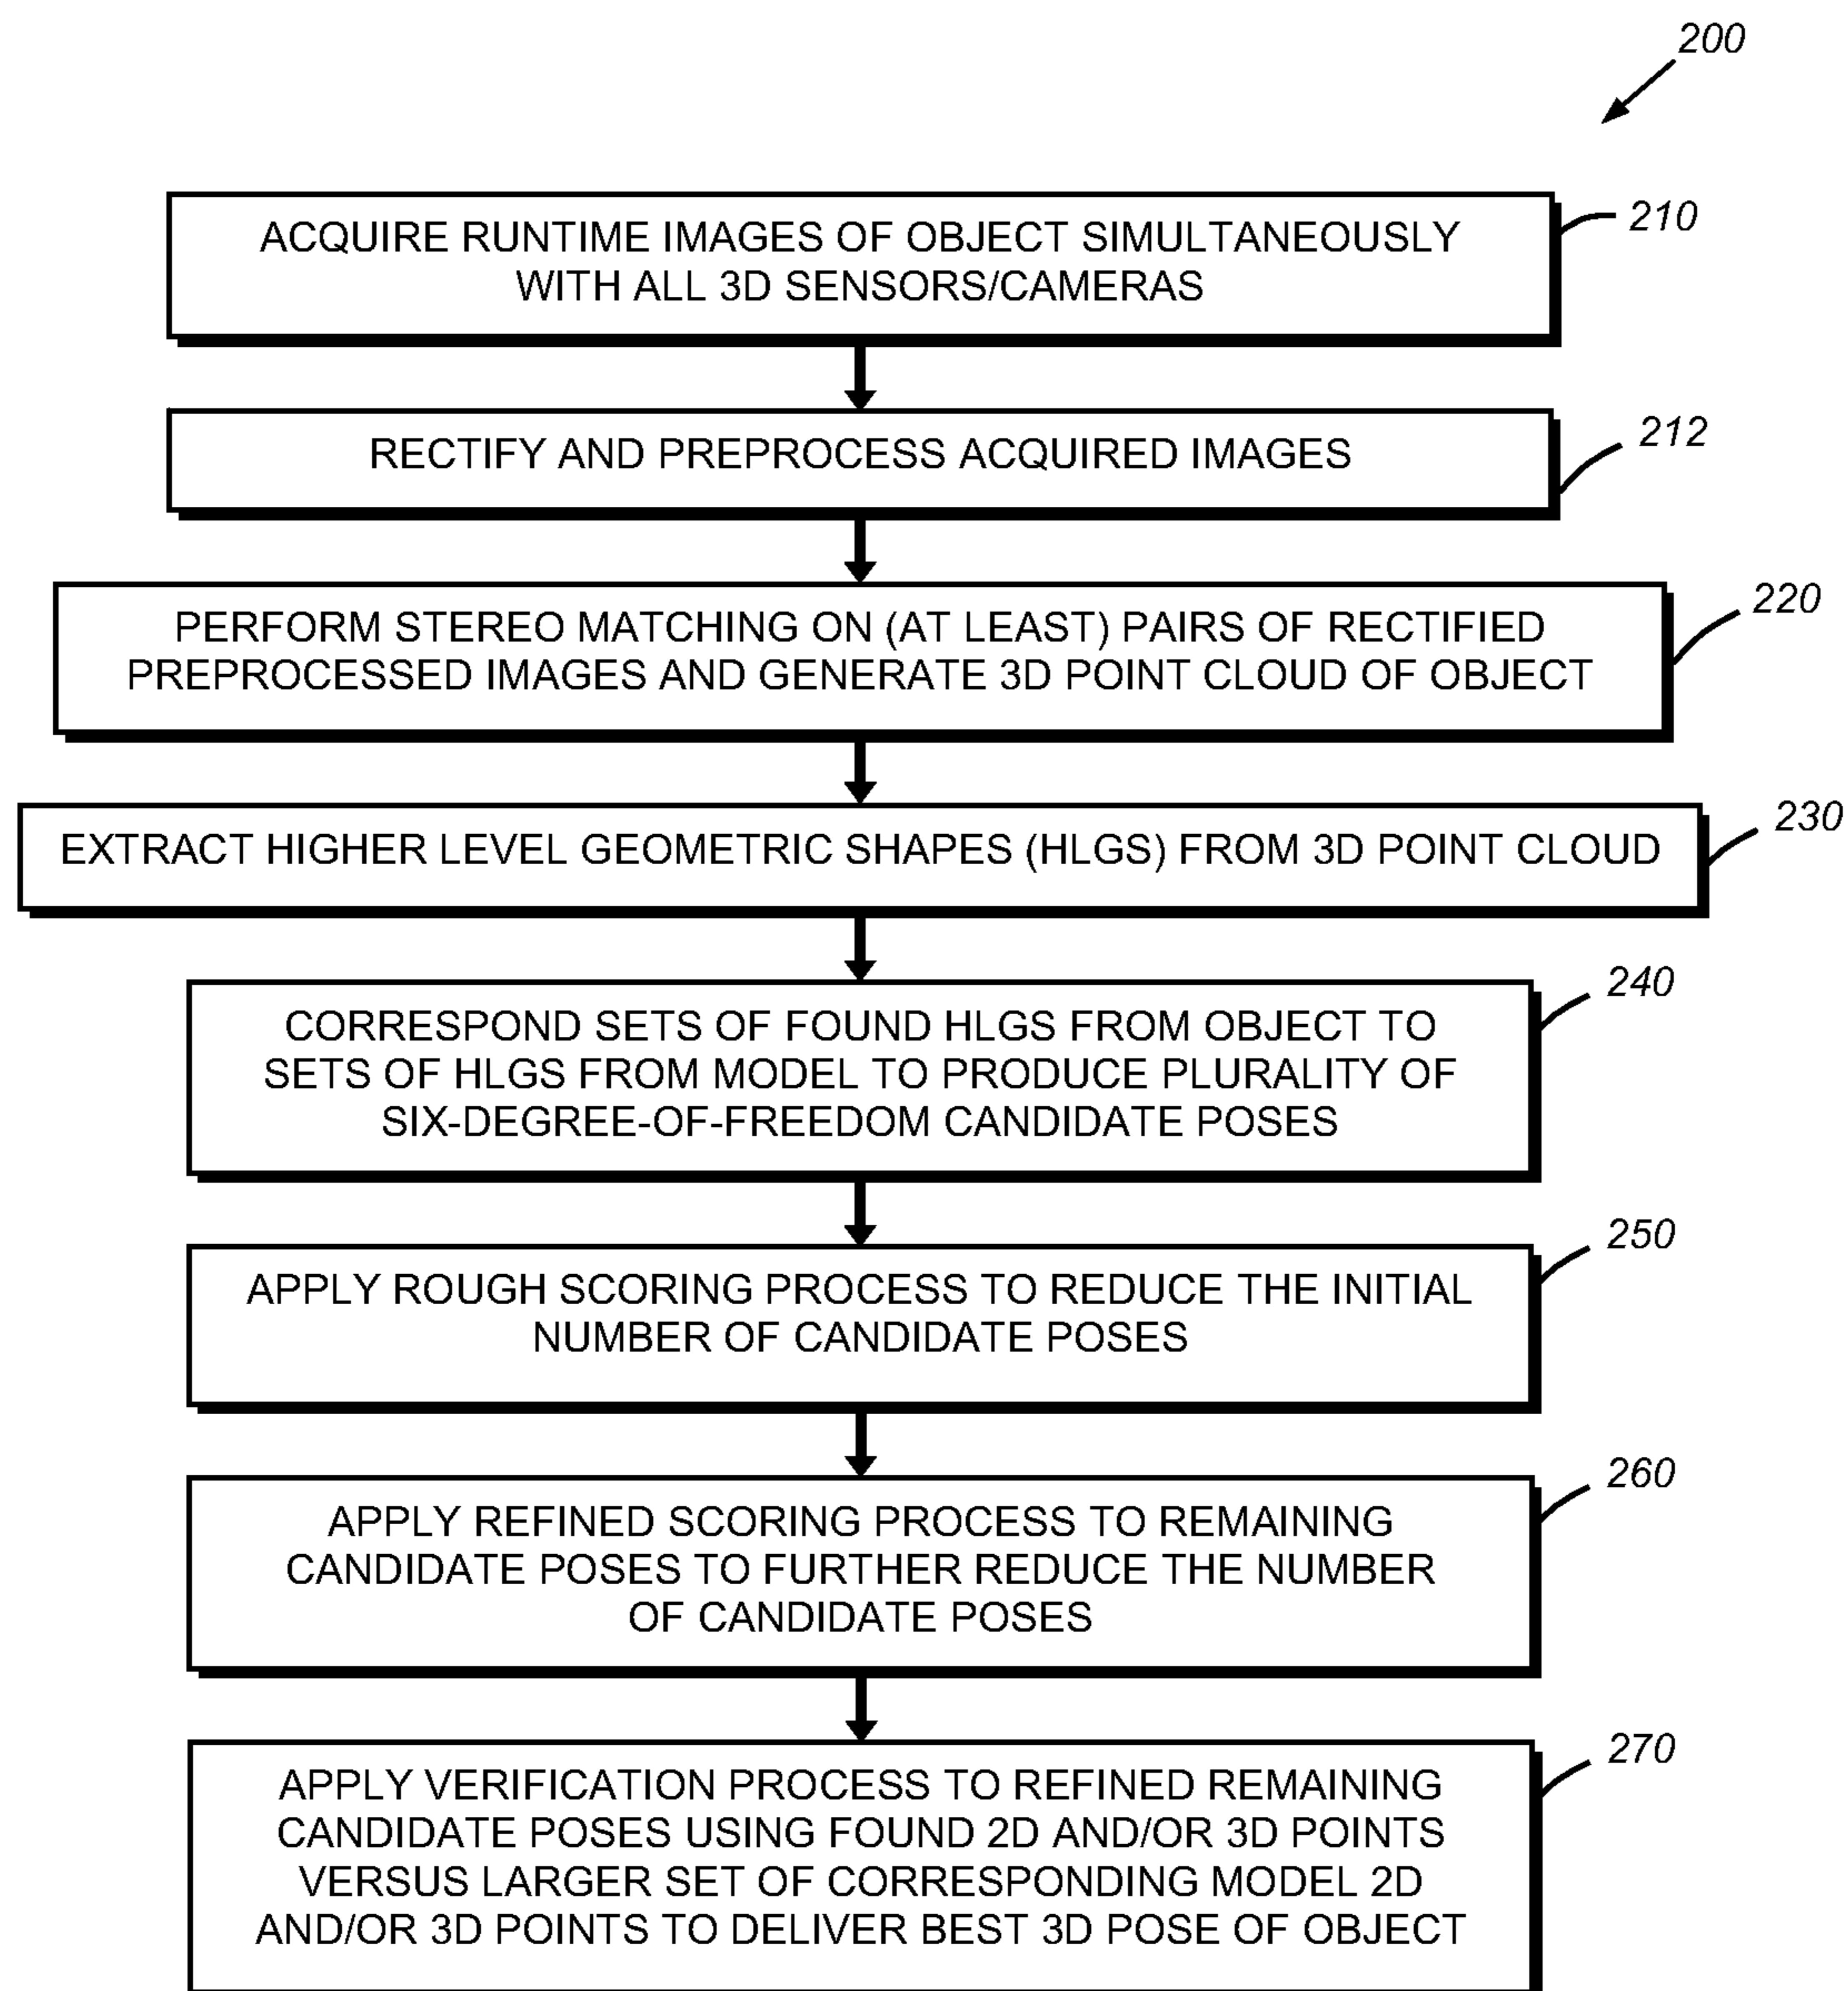 200
ACQUIRE RUNTIME IMAGES OF OBJECT SIMULTANEOUSLY
WITH ALL 3D SENSORS/CAMERAS
210
RECTIFY AND PREPROCESS ACQUIRED IMAGES
212
PERFORM STEREO MATCHING ON (AT LEAST) PAIRS OF RECTIFIED
PREPROCESSED IMAGES AND GENERATE 3D POINT CLOUD OF OBJECT
220
EXTRACT HIGHER LEVEL GEOMETRIC SHAPES (HLGS) FROM 3D POINT CLOUD
230
CORRESPOND SETS OF FOUND HLGS FROM OBJECT TO
SETS OF HLGS FROM MODEL TO PRODUCE PLURALITY OF
SIX-DEGREE-OF-FREEDOM CANDIDATE POSES
240
APPLY ROUGH SCORING PROCESS TO REDUCE THE INITIAL
NUMBER OF CANDIDATE POSES
250
APPLY REFINED SCORING PROCESS TO REMAINING
CANDIDATE POSES TO FURTHER REDUCE THE NUMBER
OF CANDIDATE POSES
260
APPLY VERIFICATION PROCESS TO REFINED REMAINING
CANDIDATE POSES USING FOUND 2D AND/OR 3D POINTS
VERSUS LARGER SET OF CORRESPONDING MODEL 2D
AND/OR 3D POINTS TO DELIVER BEST 3D POSE OF OBJECT
270